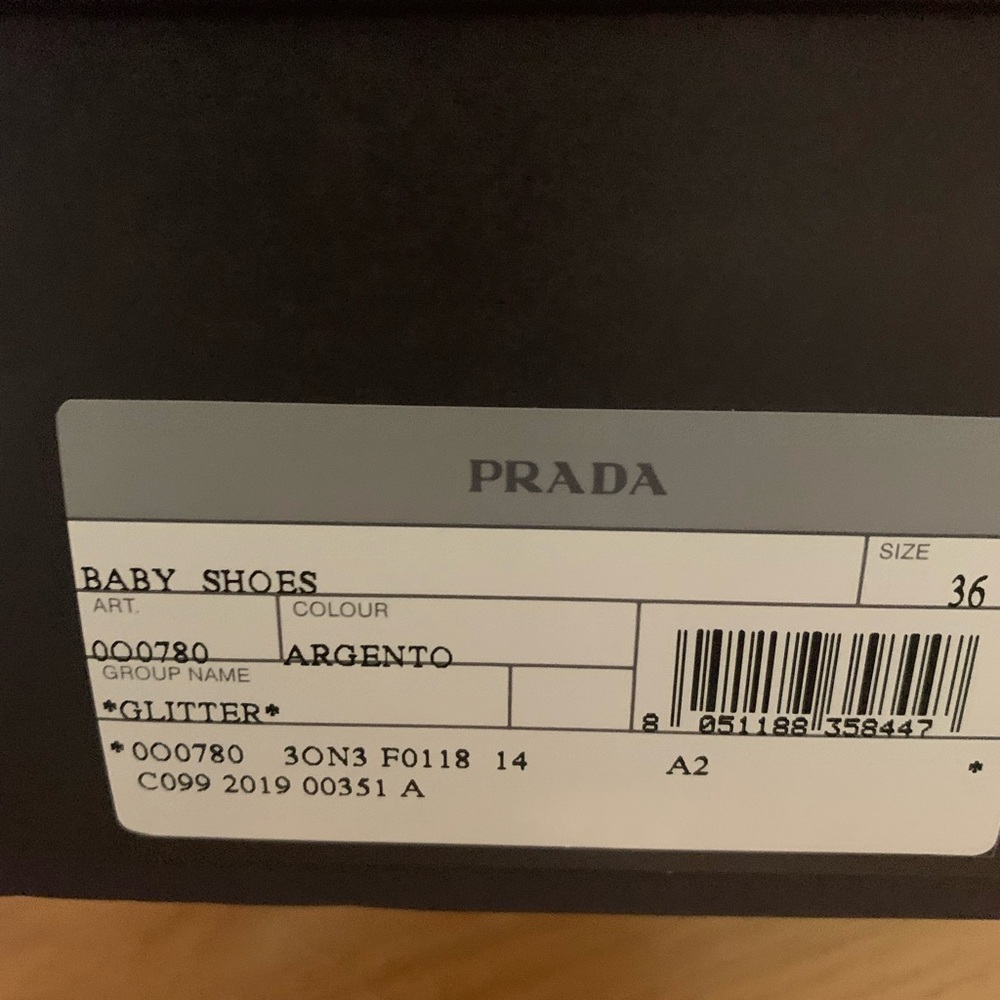 PRADA
BABY SHOES
SIZE
36
ART.
0O0780
COLOUR
ARGENTO
GROUP NAME
*GLITTER*
8 051188 358447
*0O0780 3ON3 F0118 14 A2 *
C099 2019 00351 A